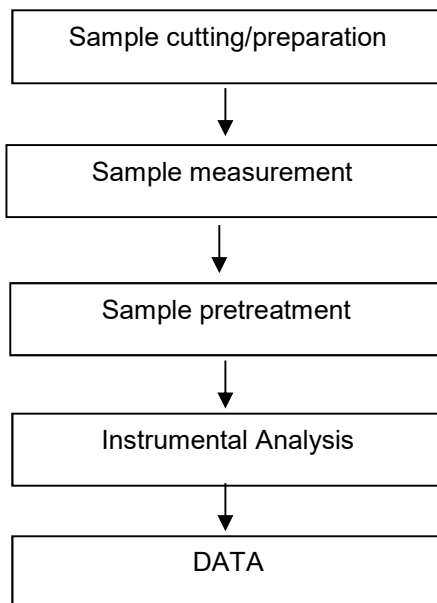 Sample cutting/preparation
Sample measurement
Sample pretreatment
Instrumental Analysis
DATA